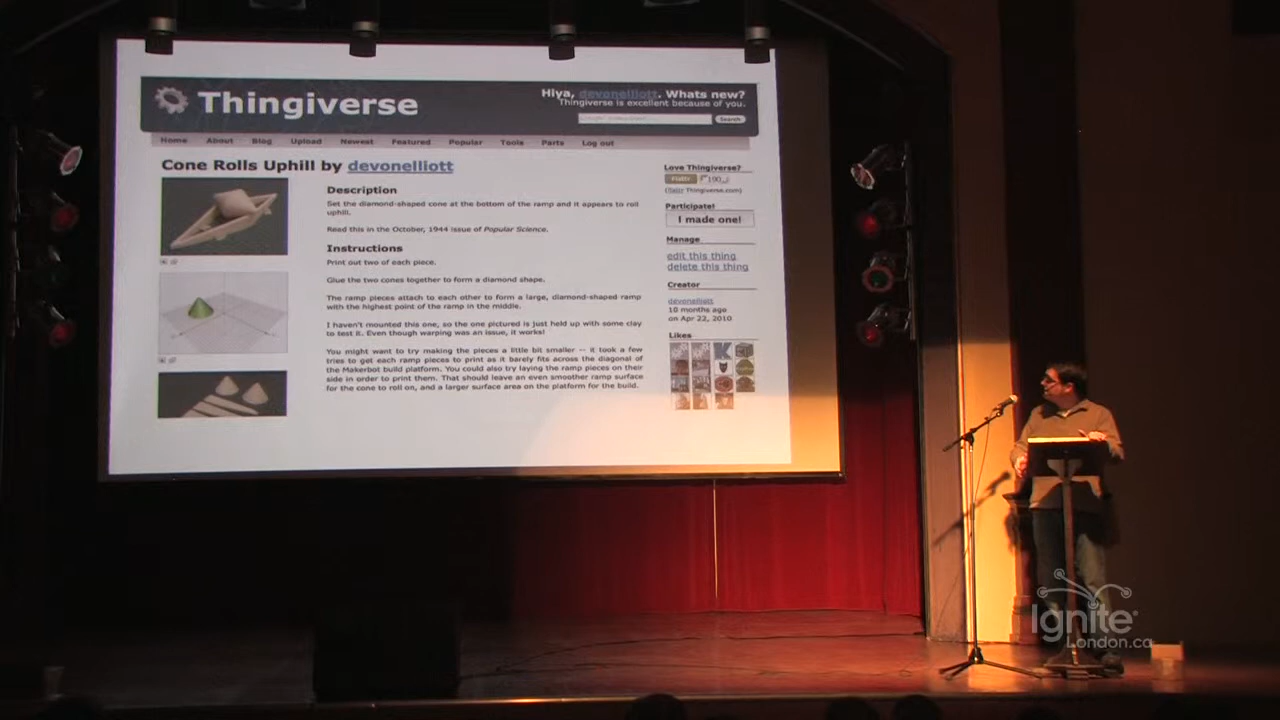 Thingiverse
Hiya, devonelliott. Whats new?
Thingiverse is excellent because of you.
Search
Home About Blog Upload Newest Featured Popular Tools Parts Log out
Cone Rolls Uphill by devonelliott
Description
Set the diamond-shaped cone at the bottom of the ramp and it appears to roll
uphill.
Read this in the October, 1944 issue of Popular Science.
Instructions
Print out two of each piece.
Glue the two cones together to form a diamond shape.
The ramp pieces attach to each other to form a large, diamond-shaped ramp
with the highest point of the ramp in the middle.
I haven't mounted this one, so the one pictured is just held up with some clay
to test it. Even though warping was an issue, it works!
You might want to try making the pieces a little bit smaller -- it took a few
tries to get each ramp pieces to print as it barely fits across the diagonal of
the Makerbot build platform. You could also try laying the ramp pieces on their
side in order to print them. That should leave an even smoother ramp surface
for the cone to roll on, and a larger surface area on the platform for the build.
Love Thingiverse?
Flattr
(flattr Thingiverse.com)
Participate!
I made one!
Manage
edit this thing
delete this thing
Creator
devonelliott
10 months ago
on Apr 22, 2010
Likes
Ignite
London.ca